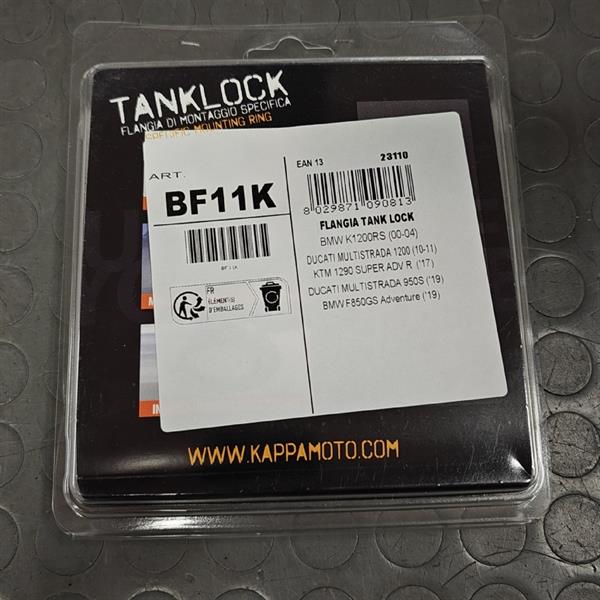 TANKLOCK
FLANGIA DI MONTAGGIO SPECIFICA
SPECIFIC MOUNTING RING
ART.
BF11K
BF11K
FR
ÉLÉMENT(S)
D'EMBALLAGES
EAN 13
23110
8 029871 090813
FLANGIA TANK LOCK
BMW K1200RS (00-04)
DUCATI MULTISTRADA 1200 (10-11)
KTM 1290 SUPER ADV R ('17)
DUCATI MULTISTRADA 950S ('19)
BMW F850GS Adventure ('19)
WWW.KAPPAMOTO.COM